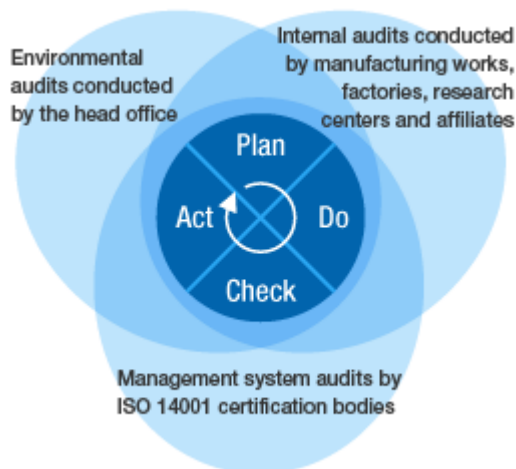 Environmental
audits conducted
by the head office
Internal audits conducted
by manufacturing works,
factories, research
centers and affiliates
Plan
Act
Do
Check
Management system audits by
ISO 14001 certification bodies